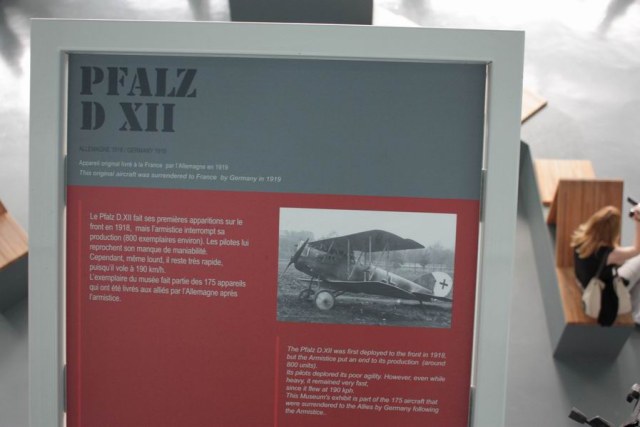 PFALZ
D XII
ALLEMAGNE 1918 / GERMANY 1918
Appareil original livré à la France par l'Allemagne en 1919
This original aircraft was surrendered to France by Germany in 1919
Le Pfalz D.XII fait ses premières apparitions sur le
front en 1918, mais l'armistice interrompt sa
production (800 exemplaires environ). Les pilotes lui
reprochent son manque de maniabilité.
Cependant, même lourd, il reste très rapide,
puisqu'il vole à 190 km/h.
L'exemplaire du musée fait partie des 175 appareils
qui ont été livrés aux alliés par l'Allemagne après
l'armistice.
The Pfalz D.XII was first deployed to the front in 1918,
but the Armistice put an end to its production (around
800 units).
Its pilots deplored its poor agility. However, even while
heavy, it remained very fast,
since it flew at 190 kph.
This Museum's exhibit is part of the 175 aircraft that
were surrendered to the Allies by Germany following
the Armistice.